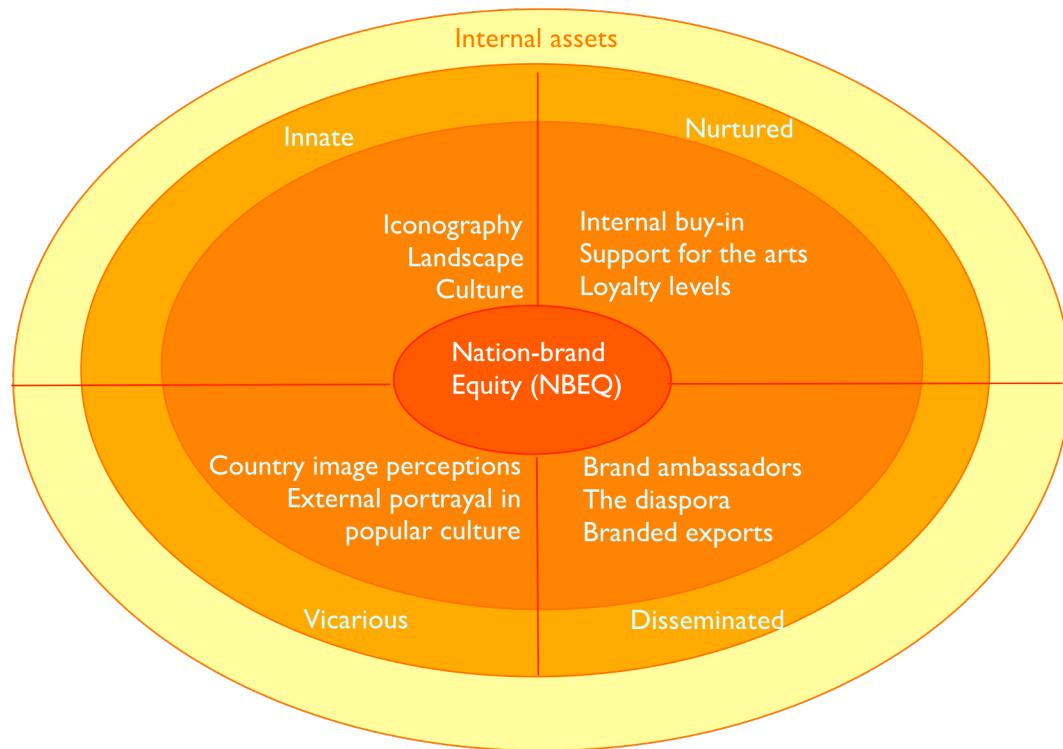 Internal assets
Innate
Nurtured
Iconography
Landscape
Culture
Internal buy-in
Support for the arts
Loyalty levels
Nation-brand
Equity (NBEQ)
Country image perceptions
External portrayal in
popular culture
Brand ambassadors
The diaspora
Branded exports
Vicarious
Disseminated